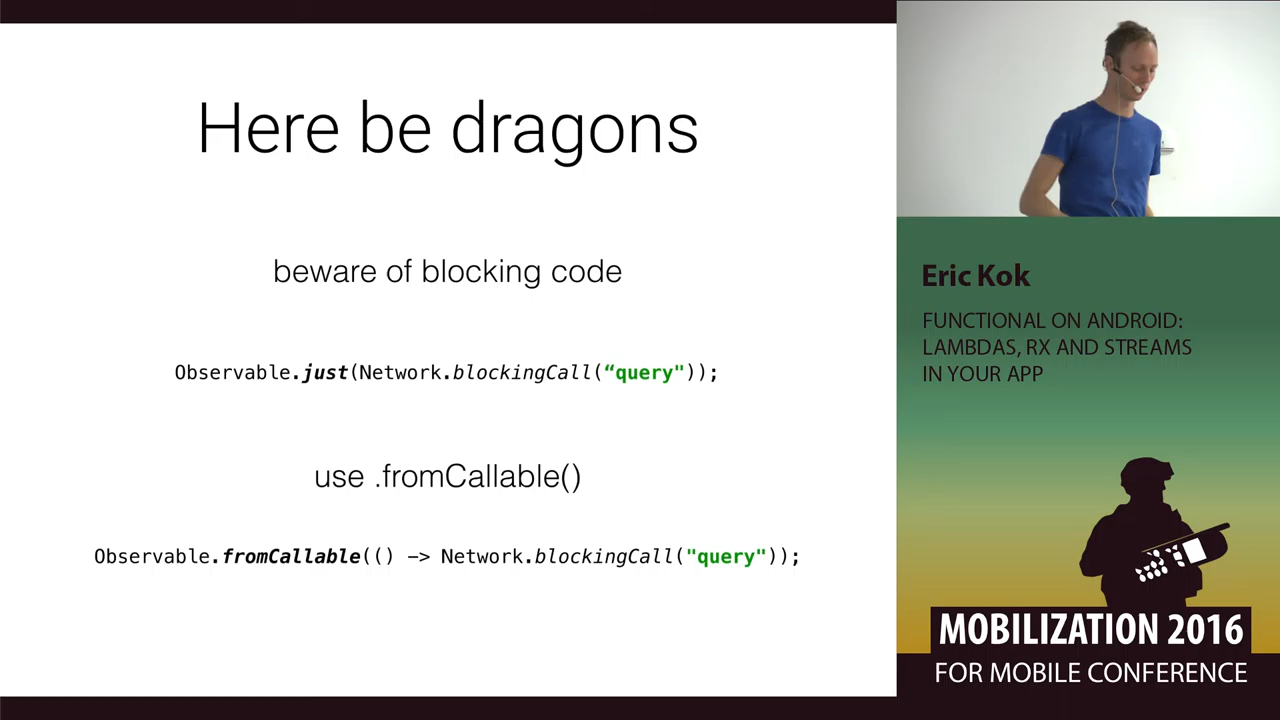 Here be dragons
beware of blocking code
Observable.just(Network.blockingCall(“query"));
use .fromCallable()
Observable.fromCallable(() -> Network.blockingCall("query"));
Eric Kok
FUNCTIONAL ON ANDROID:
LAMBDAS, RX AND STREAMS
IN YOUR APP
MOBILIZATION 2016
FOR MOBILE CONFERENCE